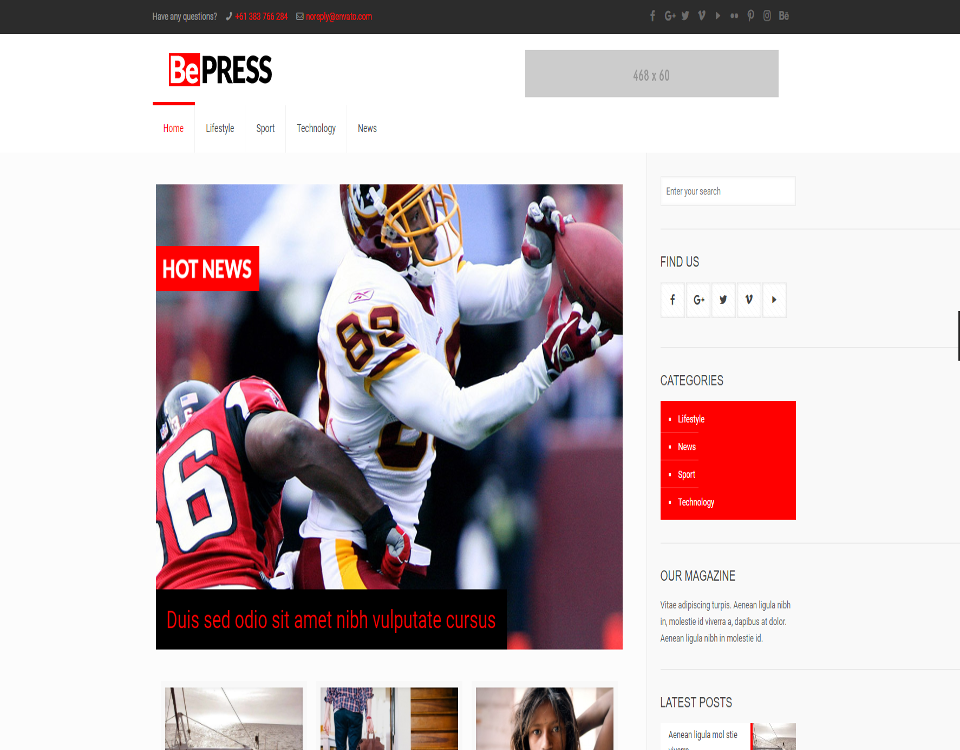 Have any questions? +61 383 766 284 noreply@envato.com
BePRESS
468 x 60
Home Lifestyle Sport Technology News
Enter your search
HOT NEWS
89
6
Duis sed odio sit amet nibh vulputate cursus
FIND US
CATEGORIES
Lifestyle
News
Sport
Technology
OUR MAGAZINE
Vitae adipiscing turpis. Aenean ligula nibh
in, molestie id viverra a, dapibus at dolor.
Aenean ligula nibh in molestie id.
LATEST POSTS
Aenean ligula mol stie